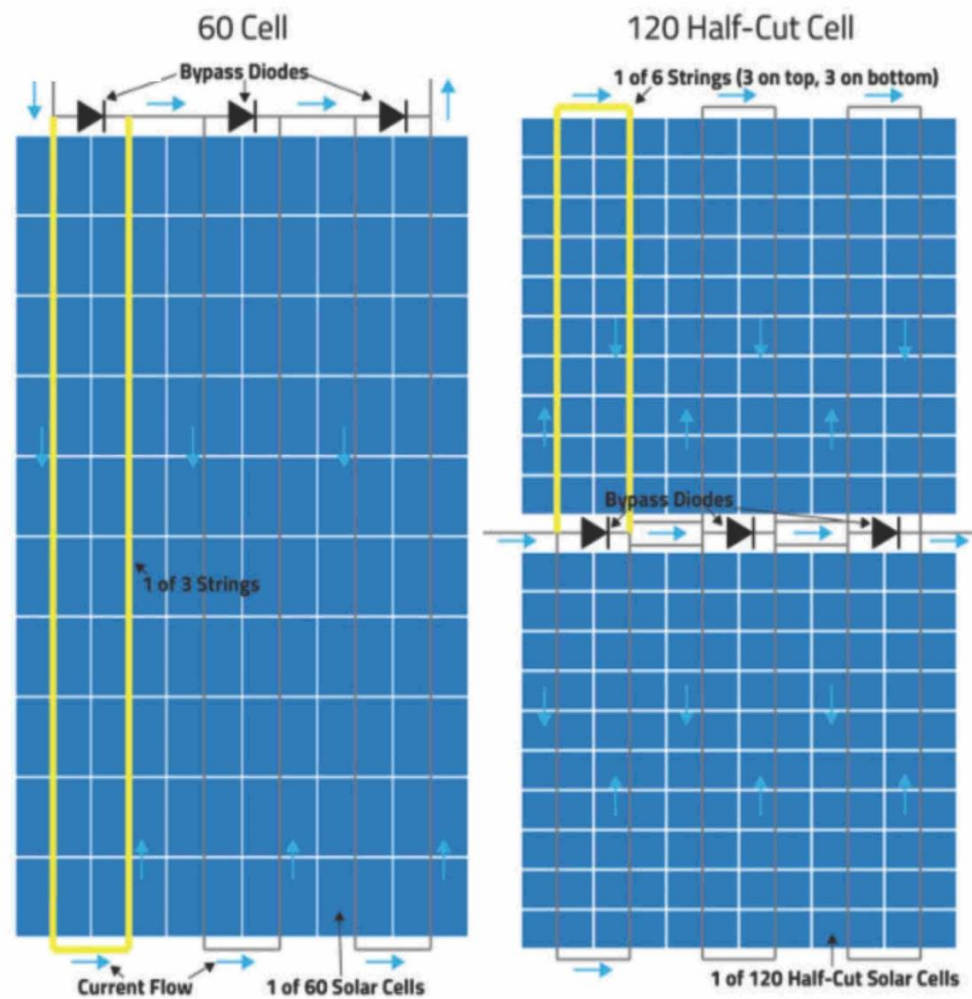 60 Cell
Bypass Diodes
1 of 3 Strings
Current Flow
1 of 60 Solar Cells
120 Half-Cut Cell
1 of 6 Strings (3 on top, 3 on bottom)
Bypass Diodes
1 of 120 Half-Cut Solar Cells